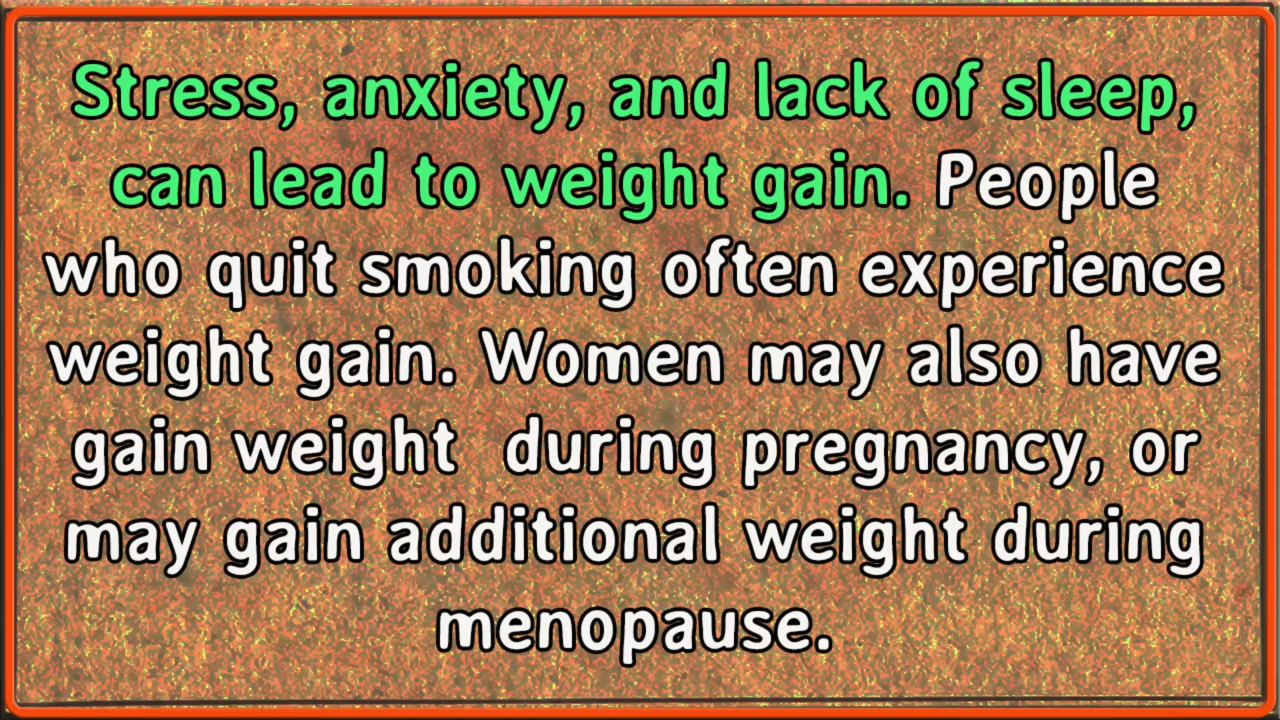 Stress, anxiety, and lack of sleep,
can lead to weight gain. People
who quit smoking often experience
weight gain. Women may also have
gain weight  during pregnancy, or
may gain additional weight during
menopause.